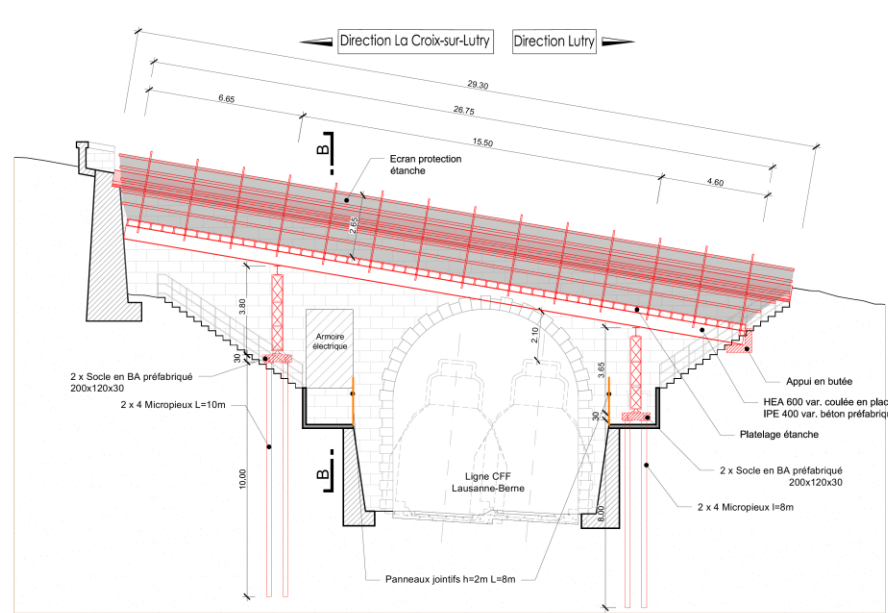 Direction La Croix-sur-Lutry
Direction Lutry
29.30
26.75
6.65
15.50
4.60
B
Ecran protection
étanche
2.65
3.80
Armoire
électrique
2.10
3.65
30
2 x Socle en BA préfabriqué
200x120x30
2 x 4 Micropieux L=10m
10.00
30
Appui en butée
HEA 600 var. coulée en plac
IPE 400 var. béton préfabriq
Platelage étanche
B
Ligne CFF
Lausanne-Berne
2 x Socle en BA préfabriqué
200x120x30
2 x 4 Micropieux l=8m
8.00
Panneaux jointifs h=2m L=8m